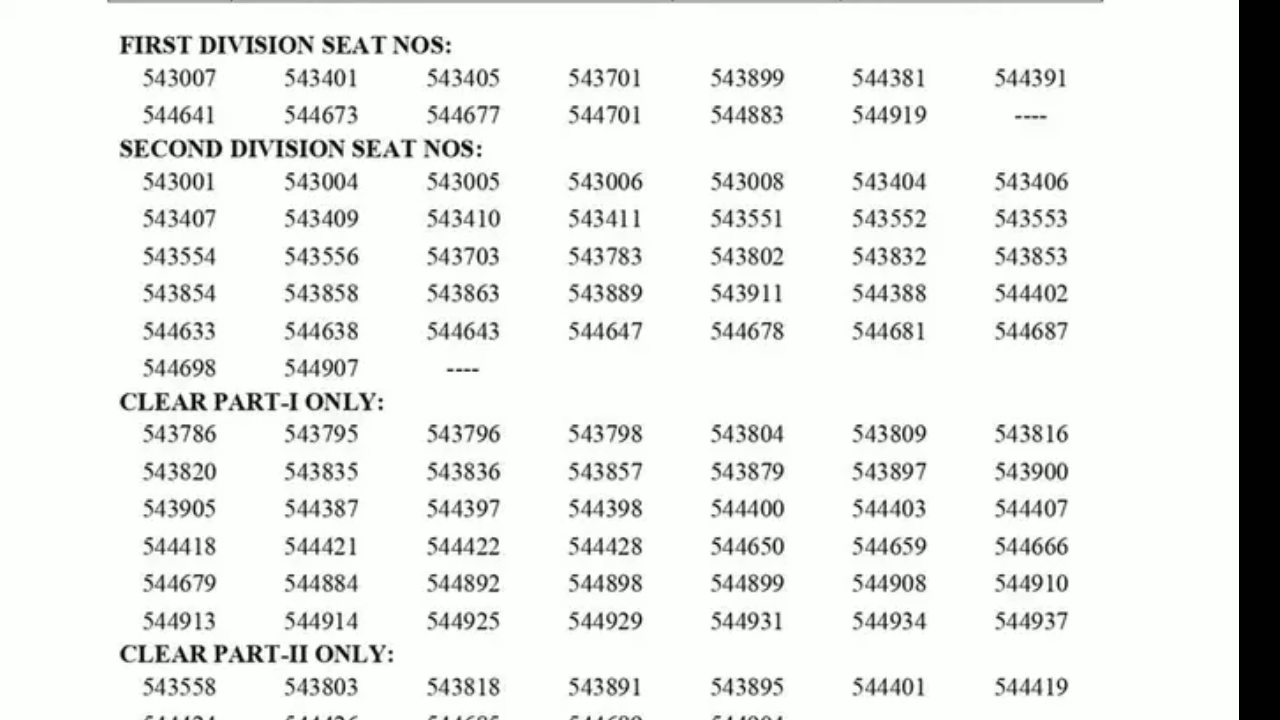 FIRST DIVISION SEAT NOS:
543007 543401 543405 543701 543899 544381 544391
544641 544673 544677 544701 544883 544919 ----
SECOND DIVISION SEAT NOS:
543001 543004 543005 543006 543008 543404 543406
543407 543409 543410 543411 543551 543552 543553
543554 543556 543703 543783 543802 543832 543853
543854 543858 543863 543889 543911 544388 544402
544633 544638 544643 544647 544678 544681 544687
544698 544907 ----
CLEAR PART-I ONLY:
543786 543795 543796 543798 543804 543809 543816
543820 543835 543836 543857 543879 543897 543900
543905 544387 544397 544398 544400 544403 544407
544418 544421 544422 544428 544650 544659 544666
544679 544884 544892 544898 544899 544908 544910
544913 544914 544925 544929 544931 544934 544937
CLEAR PART-II ONLY:
543558 543803 543818 543891 543895 544401 544419